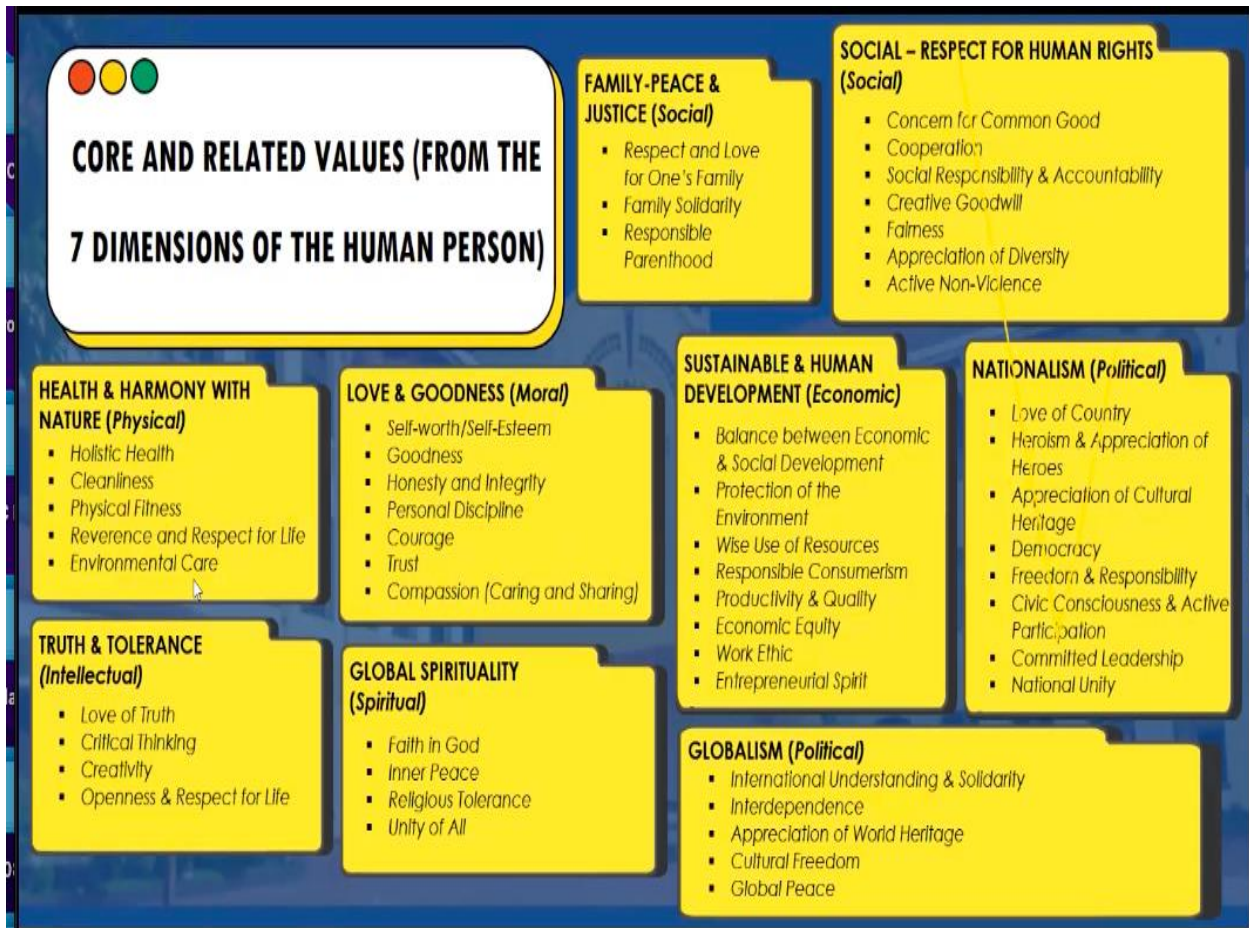 CORE AND RELATED VALUES (FROM THE
7 DIMENSIONS OF THE HUMAN PERSON)
FAMILY-PEACE &
JUSTICE (Social)
▪ Respect and Love
for One's Family
▪ Family Solidarity
▪ Responsible
Parenthood
SOCIAL – RESPECT FOR HUMAN RIGHTS
(Social)
▪ Concern for Common Good
▪ Cooperation
▪ Social Responsibility & Accountability
▪ Creative Goodwill
▪ Fairness
▪ Appreciation of Diversity
▪ Active Non-Violence
HEALTH & HARMONY WITH
NATURE (Physical)
▪ Holistic Health
▪ Cleanliness
▪ Physical Fitness
▪ Reverence and Respect for Life
▪ Environmental Care
LOVE & GOODNESS (Moral)
▪ Self-worth/Self-Esteem
▪ Goodness
▪ Honesty and Integrity
▪ Personal Discipline
▪ Courage
▪ Trust
▪ Compassion (Caring and Sharing)
SUSTAINABLE & HUMAN
DEVELOPMENT (Economic)
▪ Balance between Economic
& Social Development
▪ Protection of the
Environment
▪ Wise Use of Resources
▪ Responsible Consumerism
▪ Productivity & Quality
▪ Economic Equity
▪ Work Ethic
▪ Entrepreneurial Spirit
NATIONALISM (Political)
▪ Love of Country
▪ Heroism & Appreciation of
Heroes
▪ Appreciation of Cultural
Heritage
▪ Democracy
▪ Freedom & Responsibility
▪ Civic Consciousness & Active
Participation
▪ Committed Leadership
▪ National Unity
TRUTH & TOLERANCE
(Intellectual)
▪ Love of Truth
▪ Critical Thinking
▪ Creativity
▪ Openness & Respect for Life
GLOBAL SPIRITUALITY
(Spiritual)
▪ Faith in God
▪ Inner Peace
▪ Religious Tolerance
▪ Unity of All
GLOBALISM (Political)
▪ International Understanding & Solidarity
▪ Interdependence
▪ Appreciation of World Heritage
▪ Cultural Freedom
▪ Global Peace